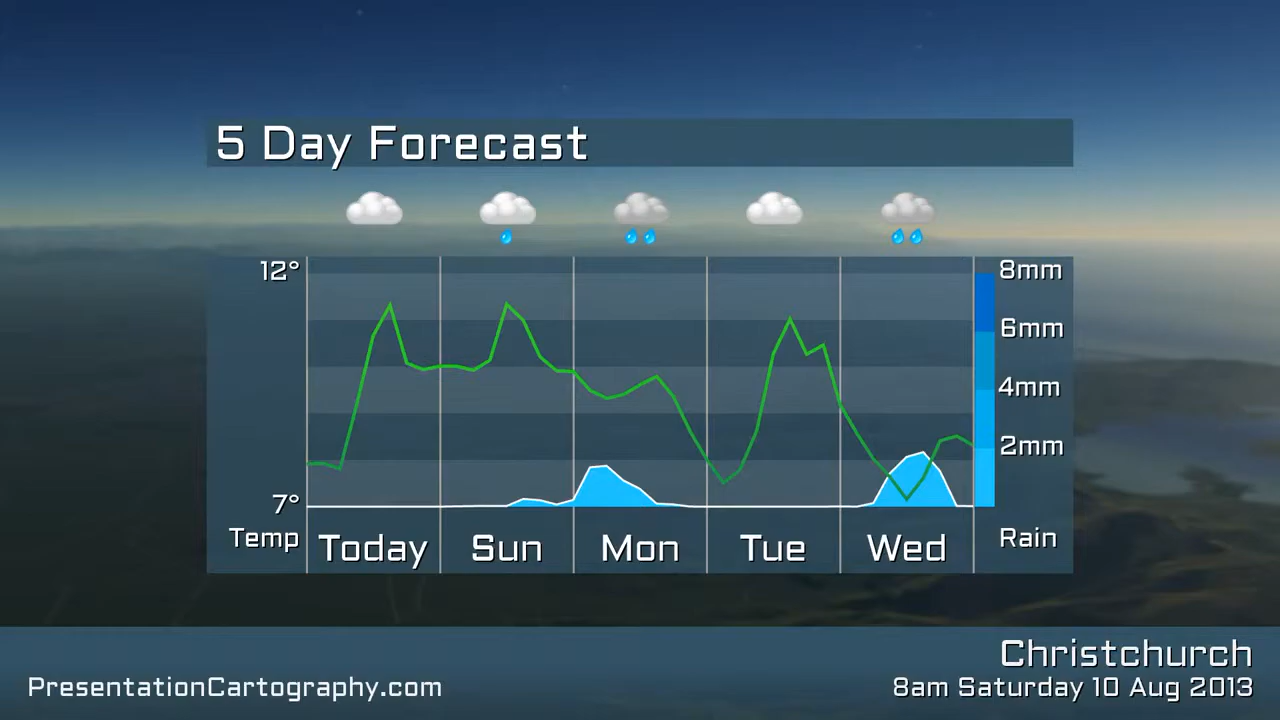 5 Day Forecast
12°
8mm
6mm
4mm
2mm
7°
Temp
Today
Sun
Mon
Tue
Wed
Rain
Christchurch
PresentationCartography.com
8am Saturday 10 Aug 2013